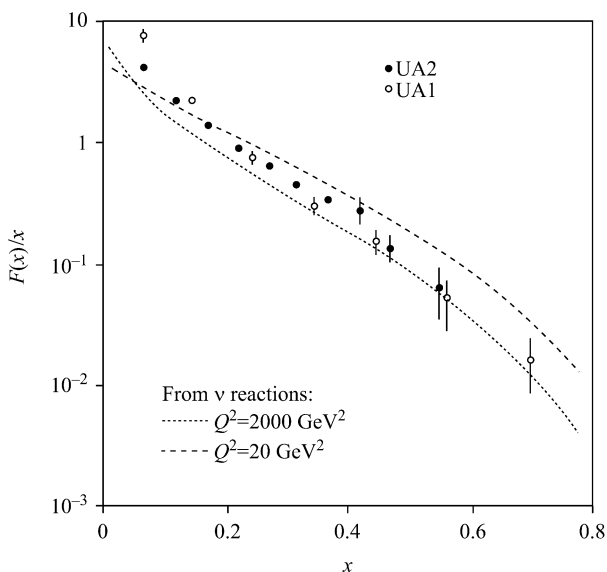 10
UA2
UA1
1
F(x)/x
10⁻¹
10⁻²
From ν reactions:
Q²=2000 GeV²
Q²=20 GeV²
10⁻³
0
0.2
0.4
0.6
0.8
x